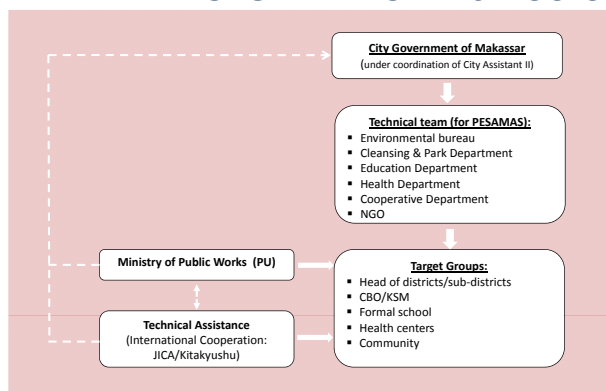 City Government of Makassar
(under coordination of City Assistant II)
Technical team (for PESAMAS):
▪ Environmental bureau
▪ Cleansing & Park Department
▪ Education Department
▪ Health Department
▪ Cooperative Department
▪ NGO
Ministry of Public Works (PU)
Target Groups:
▪ Head of districts/sub-districts
▪ CBO/KSM
▪ Formal school
▪ Health centers
▪ Community
Technical Assistance
(International Cooperation:
JICA/Kitakyushu)